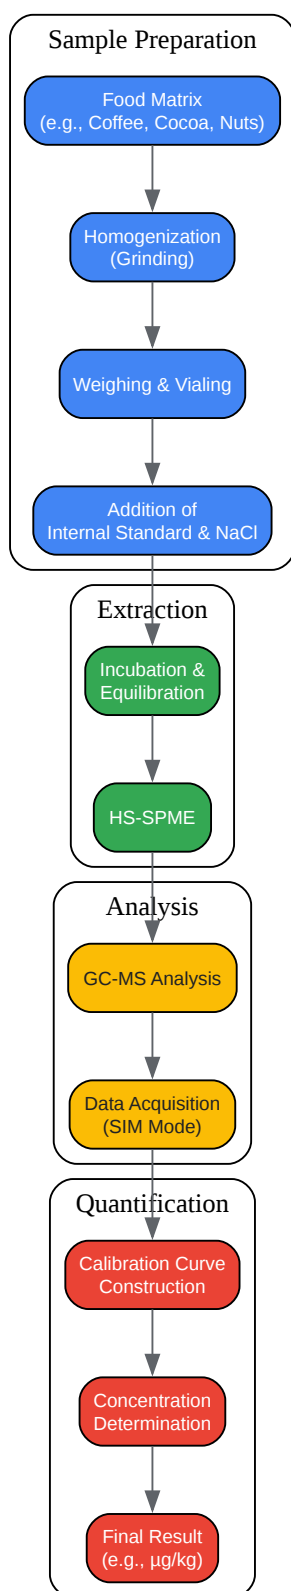 Sample Preparation
Food Matrix
(e.g., Coffee, Cocoa, Nuts)
Homogenization
(Grinding)
Weighing & Vialing
Addition of
Internal Standard & NaCl
Extraction
Incubation &
Equilibration
HS-SPME
Analysis
GC-MS Analysis
Data Acquisition
(SIM Mode)
Quantification
Calibration Curve
Construction
Concentration
Determination
Final Result
(e.g., µg/kg)